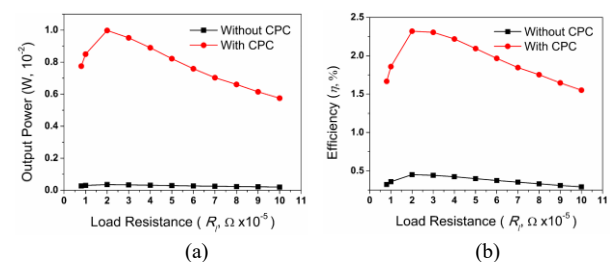 Without CPC
With CPC
Output Power (W, 10⁻²)
1.0
0.8
0.6
0.4
0.2
0.0
0 1 2 3 4 5 6 7 8 9 10 11
Load Resistance ( Rₗ, Ω x10⁻⁵)
(a)
Without CPC
With CPC
Efficiency (η, %)
2.5
2.0
1.5
1.0
0.5
0 1 2 3 4 5 6 7 8 9 10 11
Load Resistance ( Rₗ, Ω x10⁻⁵)
(b)